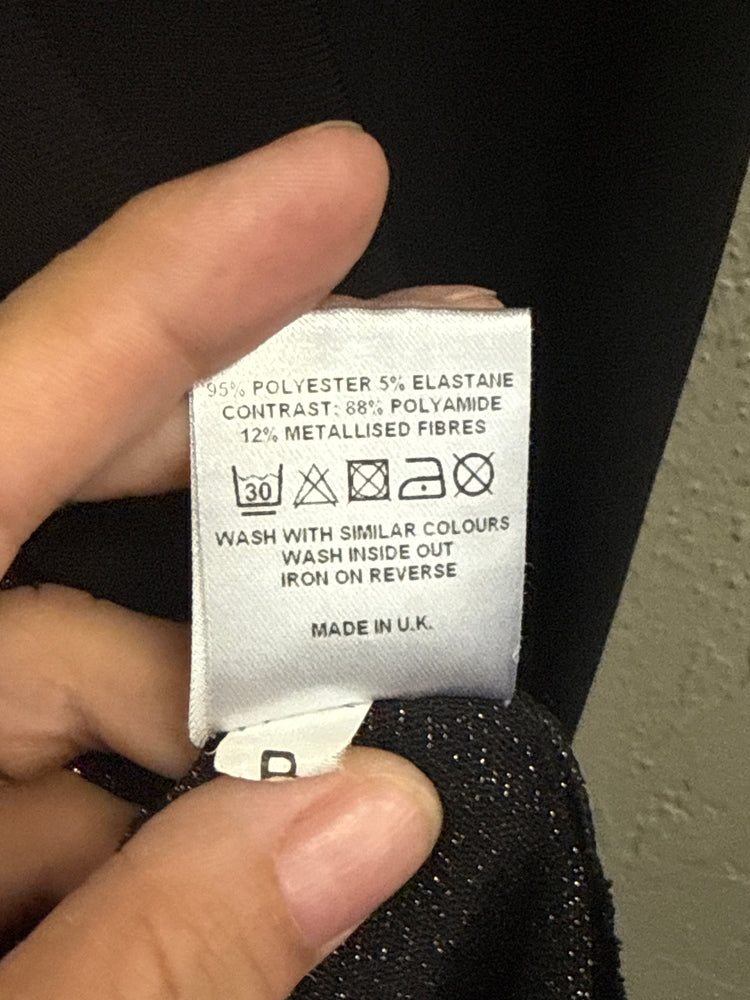 95% POLYESTER 5% ELASTANE
CONTRAST: 88% POLYAMIDE
12% METALLISED FIBRES
30
WASH WITH SIMILAR COLOURS
WASH INSIDE OUT
IRON ON REVERSE
MADE IN U.K.